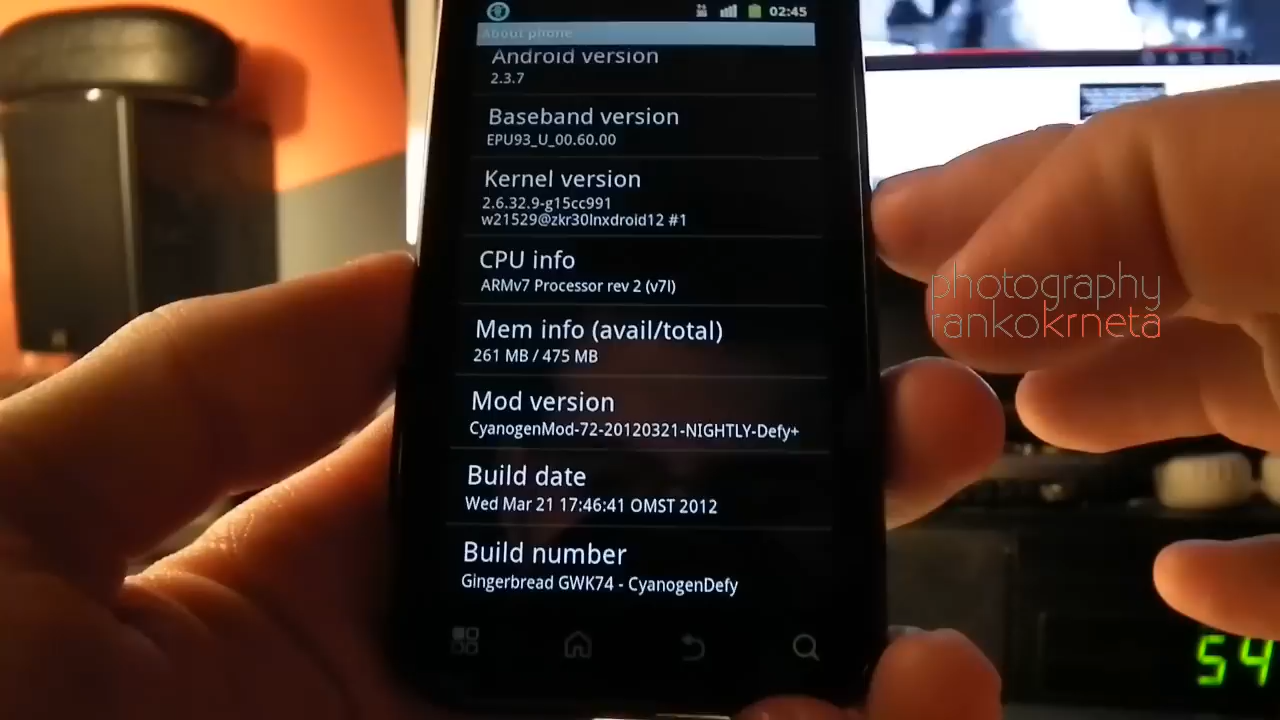 02:45
About phone
Android version
2.3.7
Baseband version
EPU93_U_00.60.00
Kernel version
2.6.32.9-g15cc991
w21529@zkr30lnxdroid12 #1
CPU info
ARMv7 Processor rev 2 (v7l)
Mem info (avail/total)
261 MB / 475 MB
Mod version
CyanogenMod-72-20120321-NIGHTLY-Defy+
Build date
Wed Mar 21 17:46:41 OMST 2012
Build number
Gingerbread GWK74 - CyanogenDefy
photography
rankokrneta
54